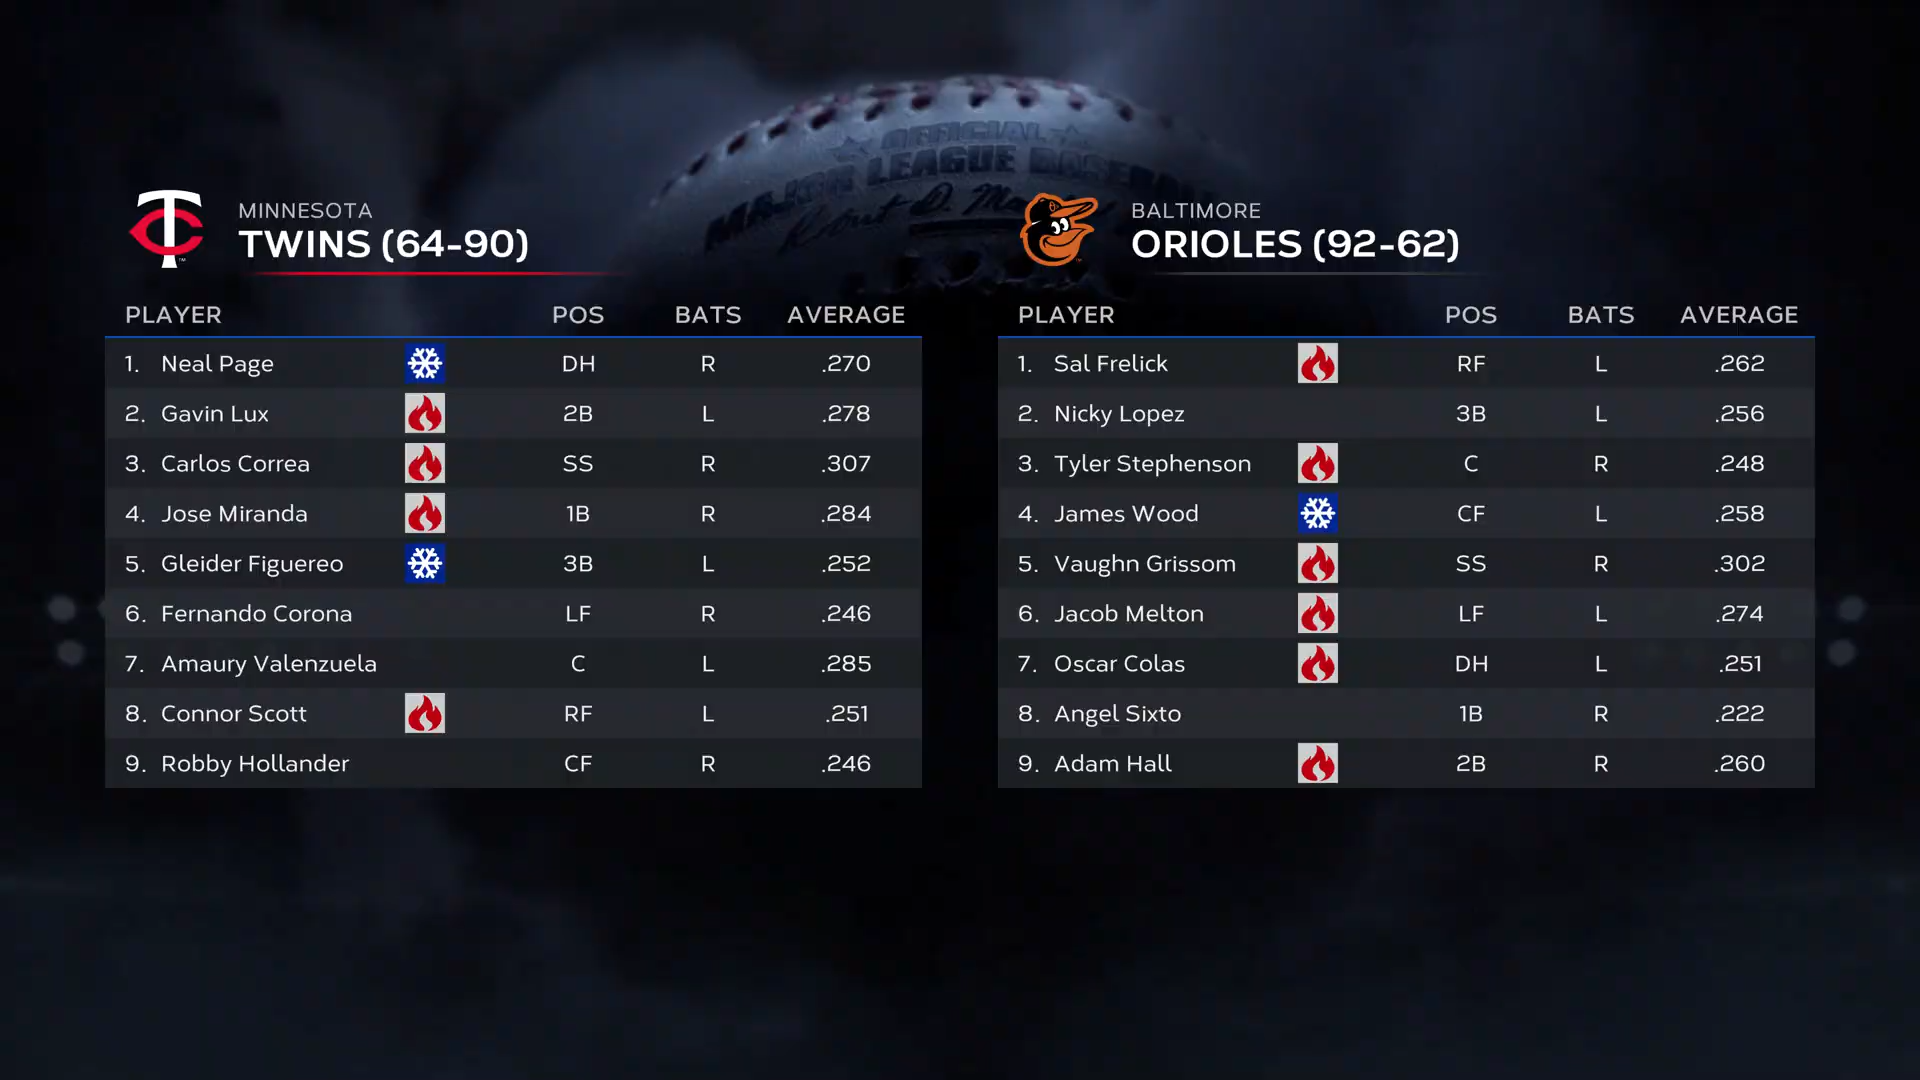 OFFICIAL
MAJOR LEAGUE BASEBALL
MINNESOTA
TWINS (64-90)
PLAYER POS BATS AVERAGE
1. Neal Page DH R .270
2. Gavin Lux 2B L .278
3. Carlos Correa SS R .307
4. Jose Miranda 1B R .284
5. Gleider Figuereo 3B L .252
6. Fernando Corona LF R .246
7. Amaury Valenzuela C L .285
8. Connor Scott RF L .251
9. Robby Hollander CF R .246
BALTIMORE
ORIOLES (92-62)
PLAYER POS BATS AVERAGE
1. Sal Frelick RF L .262
2. Nicky Lopez 3B L .256
3. Tyler Stephenson C R .248
4. James Wood CF L .258
5. Vaughn Grissom SS R .302
6. Jacob Melton LF L .274
7. Oscar Colas DH L .251
8. Angel Sixto 1B R .222
9. Adam Hall 2B R .260